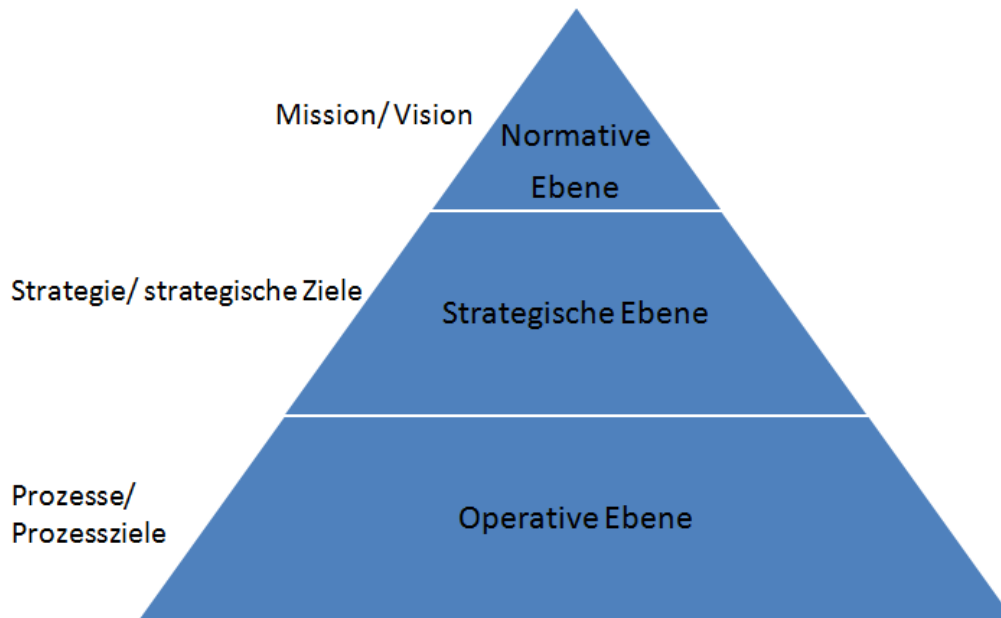 Mission/ Vision
Normative
Ebene
Strategie/ strategische Ziele
Strategische Ebene
Prozesse/
Prozessziele
Operative Ebene